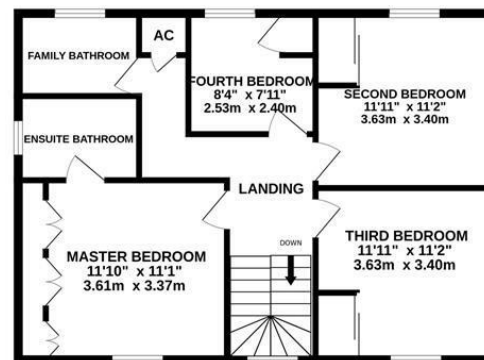 FAMILY BATHROOM
AC
FOURTH BEDROOM
8'4" x 7'11"
2.53m x 2.40m
SECOND BEDROOM
11'11" x 11'2"
3.63m x 3.40m
ENSUITE BATHROOM
LANDING
MASTER BEDROOM
11'10" x 11'1"
3.61m x 3.37m
DOWN
THIRD BEDROOM
11'11" x 11'2"
3.63m x 3.40m